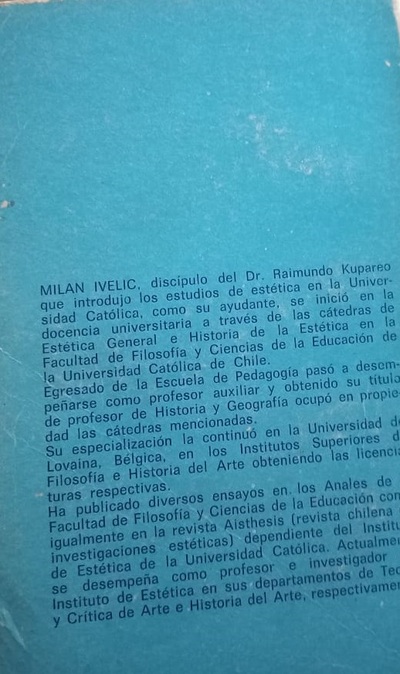 MILAN IVELIC, discípulo del Dr. Raimundo Kupareo
que introdujo los estudios de estética en la Univer-
sidad Católica, como su ayudante, se inició en la
docencia universitaria a través de las cátedras de
Estética General e Historia de la Estética en la
Facultad de Filosofía y Ciencias de la Educación de
la Universidad Católica de Chile.
Egresado de la Escuela de Pedagogía pasó a desem-
peñarse como profesor auxiliar y obtenido su título
de profesor de Historia y Geografía ocupó en propie-
dad las cátedras mencionadas.
Su especialización la continuó en la Universidad de
Lovaina, Bélgica, en los Institutos Superiores d
Filosofía e Historia del Arte obteniendo las licencia
turas respectivas.
Ha publicado diversos ensayos en los Anales de
Facultad de Filosofía y Ciencias de la Educación com
igualmente en la revista Aisthesis (revista chilena
investigaciones estéticas) dependiente del Institu
de Estética de la Universidad Católica. Actualmen
se desempeña como profesor e investigador
Instituto de Estética en sus departamentos de Teo
y Crítica de Arte e Historia del Arte, respectivamen